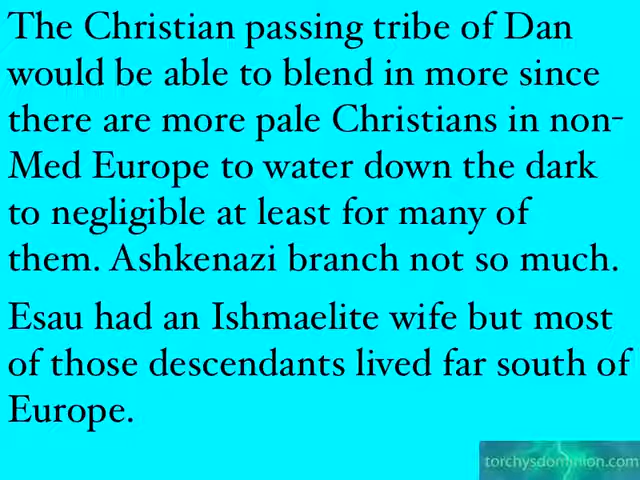 The Christian passing tribe of Dan
would be able to blend in more since
there are more pale Christians in non-
Med Europe to water down the dark
to negligible at least for many of
them. Ashkenazi branch not so much.
Esau had an Ishmaelite wife but most
of those descendants lived far south of
Europe.
torchysdominion.com